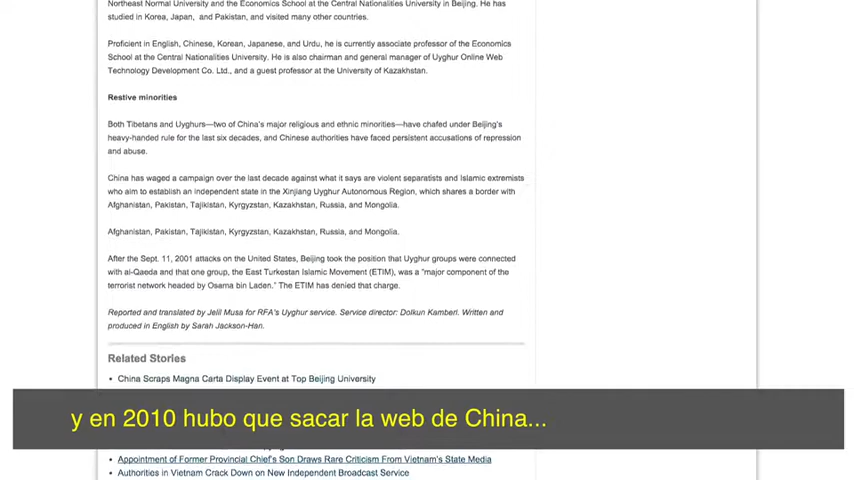 Northeast Normal University and the Economics School at the Central Nationalities University in Beijing. He has
studied in Korea, Japan, and Pakistan, and visited many other countries.
Proficient in English, Chinese, Korean, Japanese, and Urdu, he is currently associate professor of the Economics
School at the Central Nationalities University. He is also chairman and general manager of Uyghur Online Web
Technology Development Co. Ltd., and a guest professor at the University of Kazakhstan.
Restive minorities
Both Tibetans and Uyghurs—two of China's major religious and ethnic minorities—have chafed under Beijing's
heavy-handed rule for the last six decades, and Chinese authorities have faced persistent accusations of repression
and abuse.
China has waged a campaign over the last decade against what it says are violent separatists and Islamic extremists
who aim to establish an independent state in the Xinjiang Uyghur Autonomous Region, which shares a border with
Afghanistan, Pakistan, Tajikistan, Kyrgyzstan, Kazakhstan, Russia, and Mongolia.
Afghanistan, Pakistan, Tajikistan, Kyrgyzstan, Kazakhstan, Russia, and Mongolia.
After the Sept. 11, 2001 attacks on the United States, Beijing took the position that Uyghur groups were connected
with al-Qaeda and that one group, the East Turkestan Islamic Movement (ETIM), was a "major component of the
terrorist network headed by Osama bin Laden." The ETIM has denied that charge.
Reported and translated by Jelil Musa for RFA's Uyghur service. Service director: Dolkun Kamberi. Written and
produced in English by Sarah Jackson-Han.
Related Stories
• China Scraps Magna Carta Display Event at Top Beijing University
y en 2010 hubo que sacar la web de China...
• Appointment of Former Provincial Chief's Son Draws Rare Criticism From Vietnam's State Media
• Authorities in Vietnam Crack Down on New Independent Broadcast Service